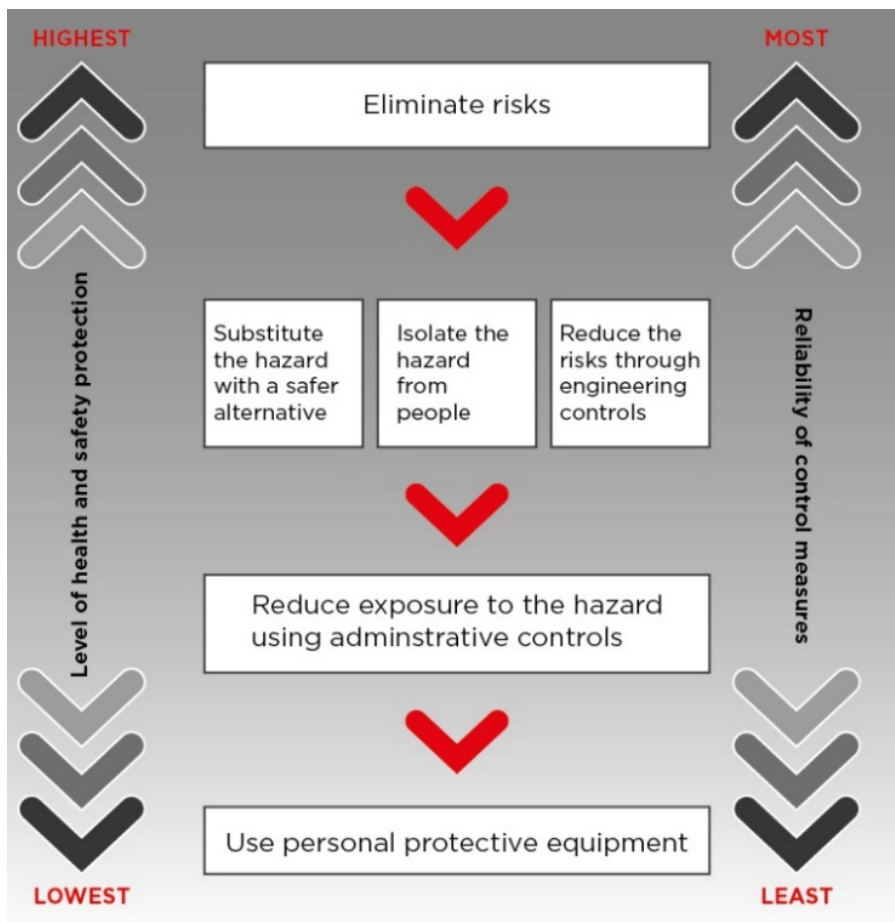 HIGHEST
MOST
Eliminate risks
Substitute
the hazard
with a safer
alternative
Isolate the
hazard
from
people
Reduce the
risks through
engineering
controls
Level of health and safety protection
Reliability of control measures
Reduce exposure to the hazard
using adminstrative controls
Use personal protective equipment
LOWEST
LEAST